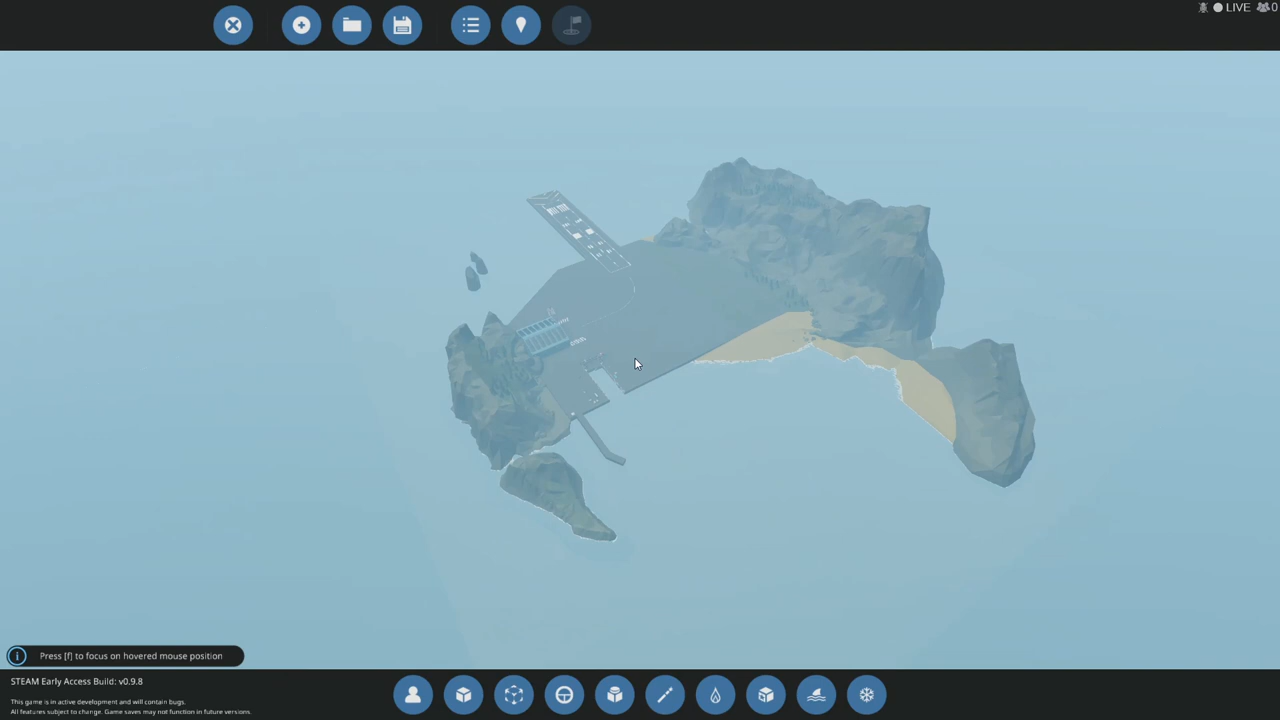 LIVE 0
Press [f] to focus on hovered mouse position
STEAM Early Access Build: v0.9.8
This game is in active development and will contain bugs.
All features subject to change. Game saves may not function in future versions.